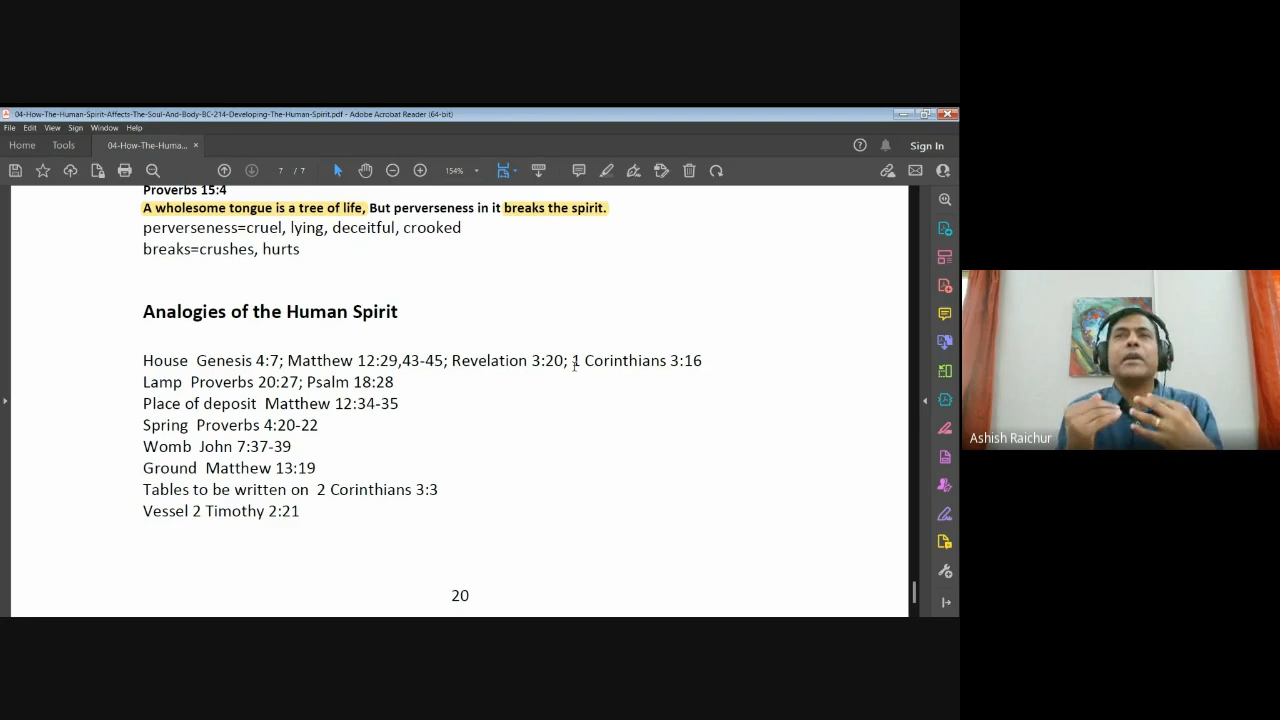 04-How-The-Human-Spirit-Affects-The-Soul-And-Body-BC-214-Developing-The-Human-Spirit.pdf - Adobe Acrobat Reader (64-bit)
File Edit View Sign Window Help
Home Tools 04-How-The-Huma... × Sign In
7 / 7 154%
Proverbs 15:4
A wholesome tongue is a tree of life, But perverseness in it breaks the spirit.
perverseness=cruel, lying, deceitful, crooked
breaks=crushes, hurts
Analogies of the Human Spirit
House Genesis 4:7; Matthew 12:29,43-45; Revelation 3:20; 1 Corinthians 3:16
Lamp Proverbs 20:27; Psalm 18:28
Place of deposit Matthew 12:34-35
Spring Proverbs 4:20-22
Womb John 7:37-39
Ground Matthew 13:19
Tables to be written on 2 Corinthians 3:3
Vessel 2 Timothy 2:21
20
Ashish Raichur